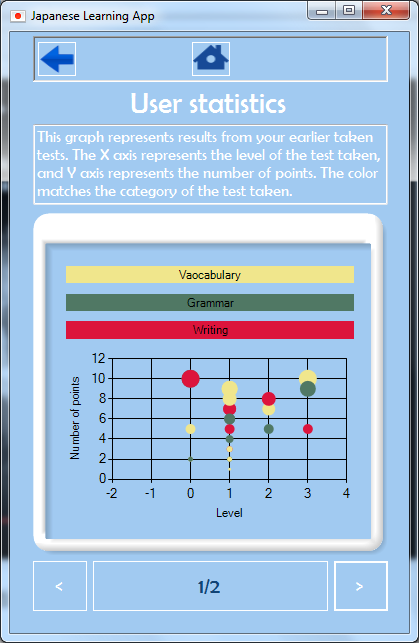 Japanese Learning App
User statistics
This graph represents results from your earlier taken
tests. The X axis represents the level of the test taken,
and Y axis represents the number of points. The color
matches the category of the test taken.
Vaocabulary
Grammar
Writing
Number of points
12
10
8
6
4
2
0
-2 -1 0 1 2 3 4
Level
< 1/2 >